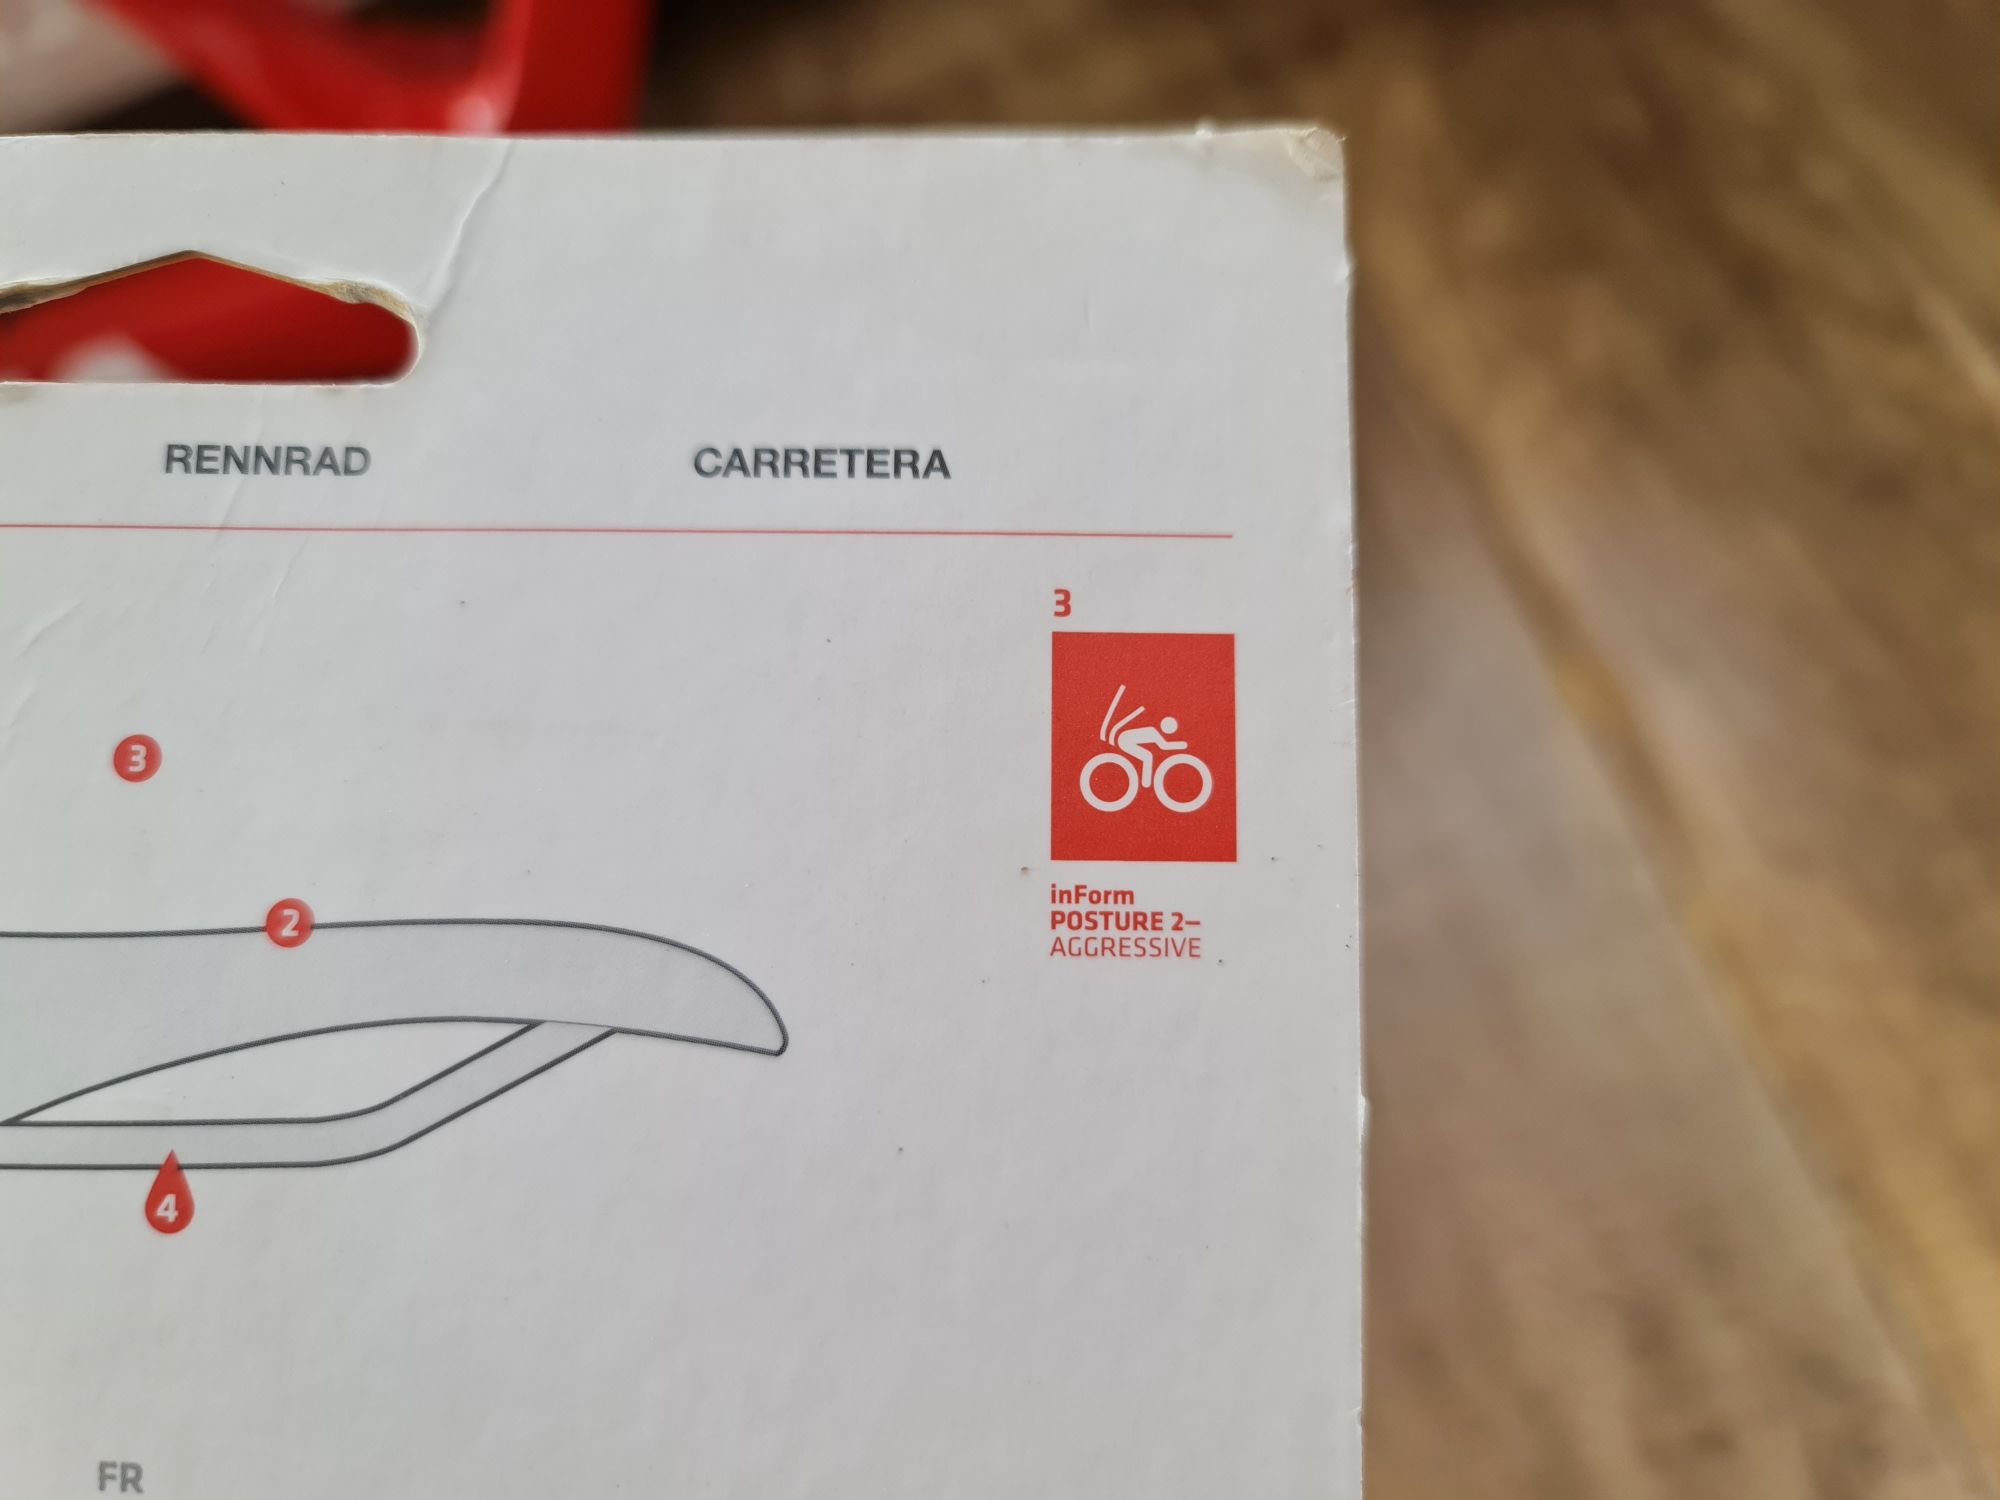 RENNRAD
CARRETERA
3
3
inForm
POSTURE 2–
AGGRESSIVE
2
4
FR